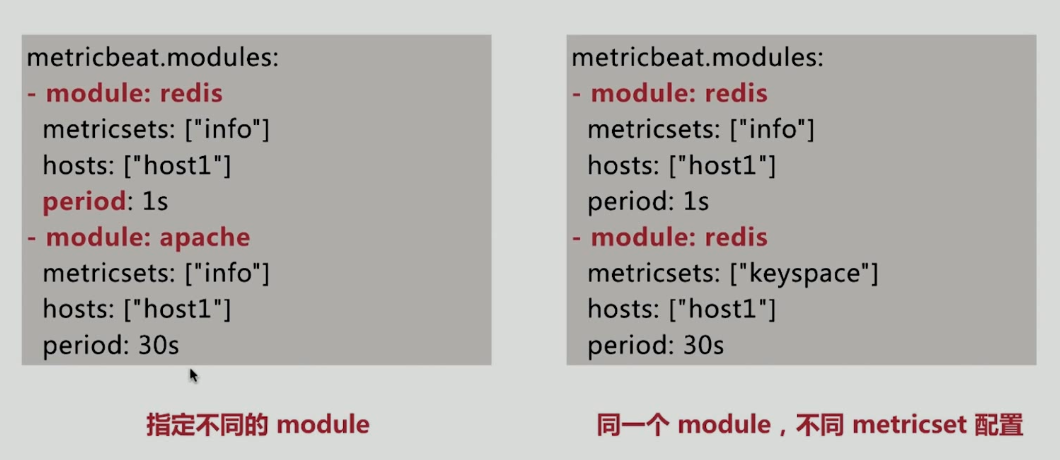 metricbeat.modules:
- module: redis
metricsets: ["info"]
hosts: ["host1"]
period: 1s
- module: apache
metricsets: ["info"]
hosts: ["host1"]
period: 30s
指定不同的 module
metricbeat.modules:
- module: redis
metricsets: ["info"]
hosts: ["host1"]
period: 1s
- module: redis
metricsets: ["keyspace"]
hosts: ["host1"]
period: 30s
同一个 module，不同 metricset 配置